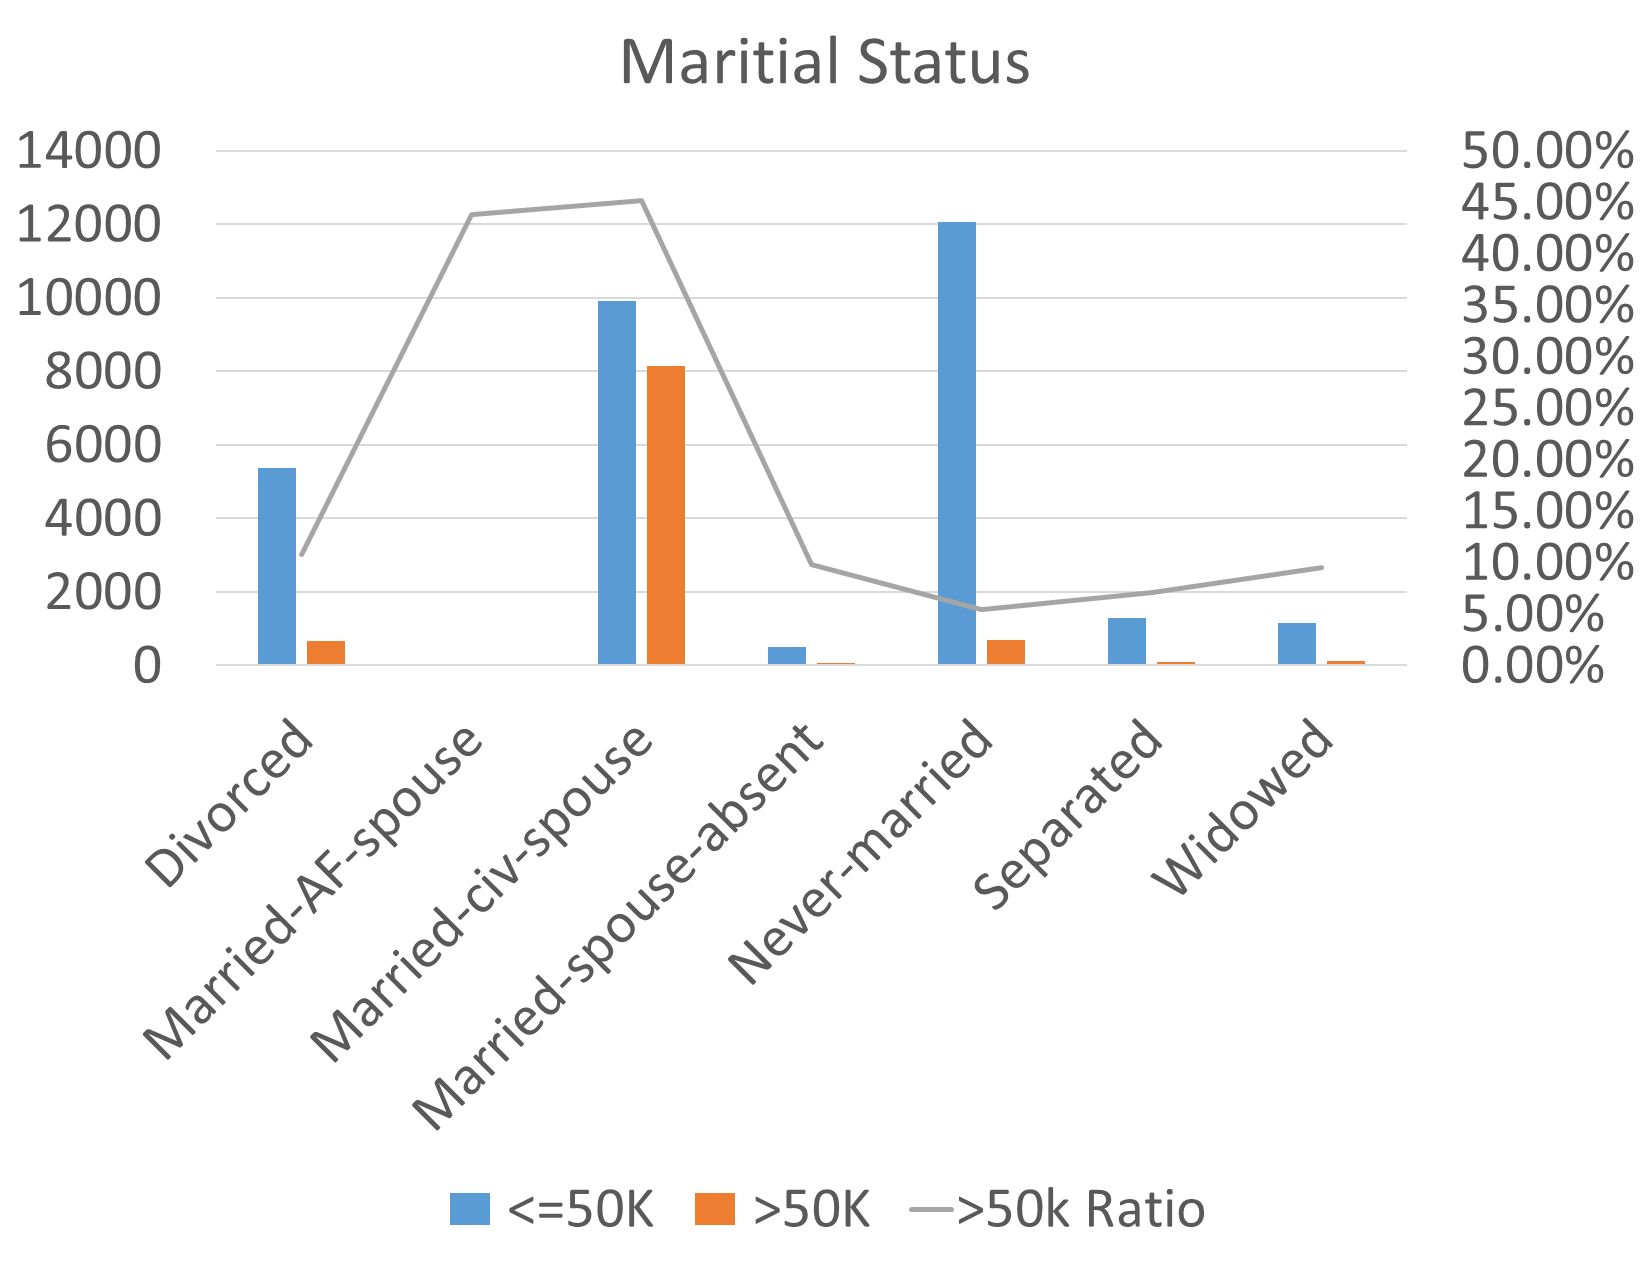 Maritial Status
14000
12000
10000
8000
6000
4000
2000
0
50.00%
45.00%
40.00%
35.00%
30.00%
25.00%
20.00%
15.00%
10.00%
5.00%
0.00%
Divorced
Married-AF-spouse
Married-civ-spouse
Married-spouse-absent
Never-married
Separated
Widowed
<=50K >50K >50k Ratio